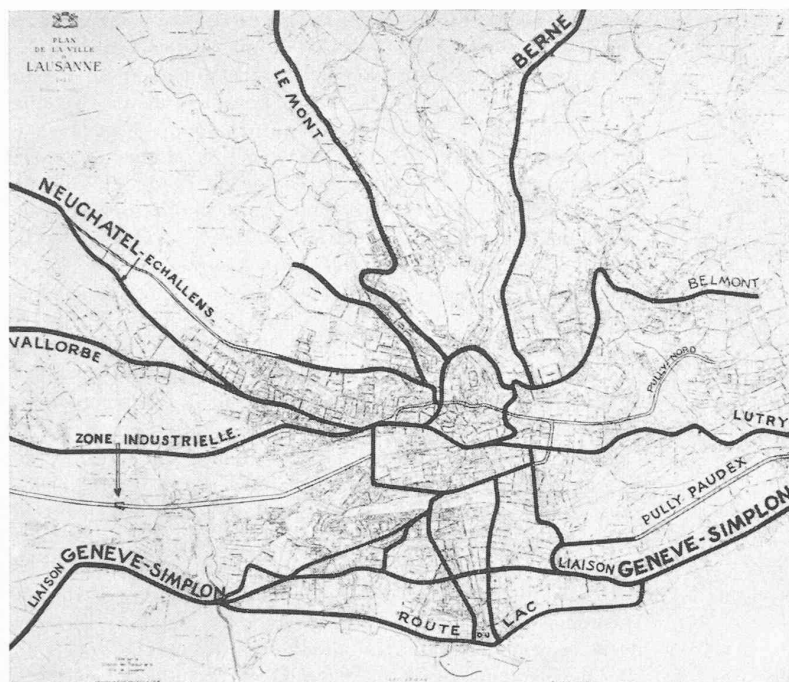 PLAN
DE LA VILLE
LAUSANNE
LE MONT
BERNE
NEUCHATEL-ECHALLENS
BELMONT
VALLORBE
PULLY-NORD
LUTRY
ZONE INDUSTRIELLE.
PULLY PAUDEX
LIAISON GENEVE-SIMPLON
LIAISON GENEVE-SIMPLON
ROUTE DU LAC